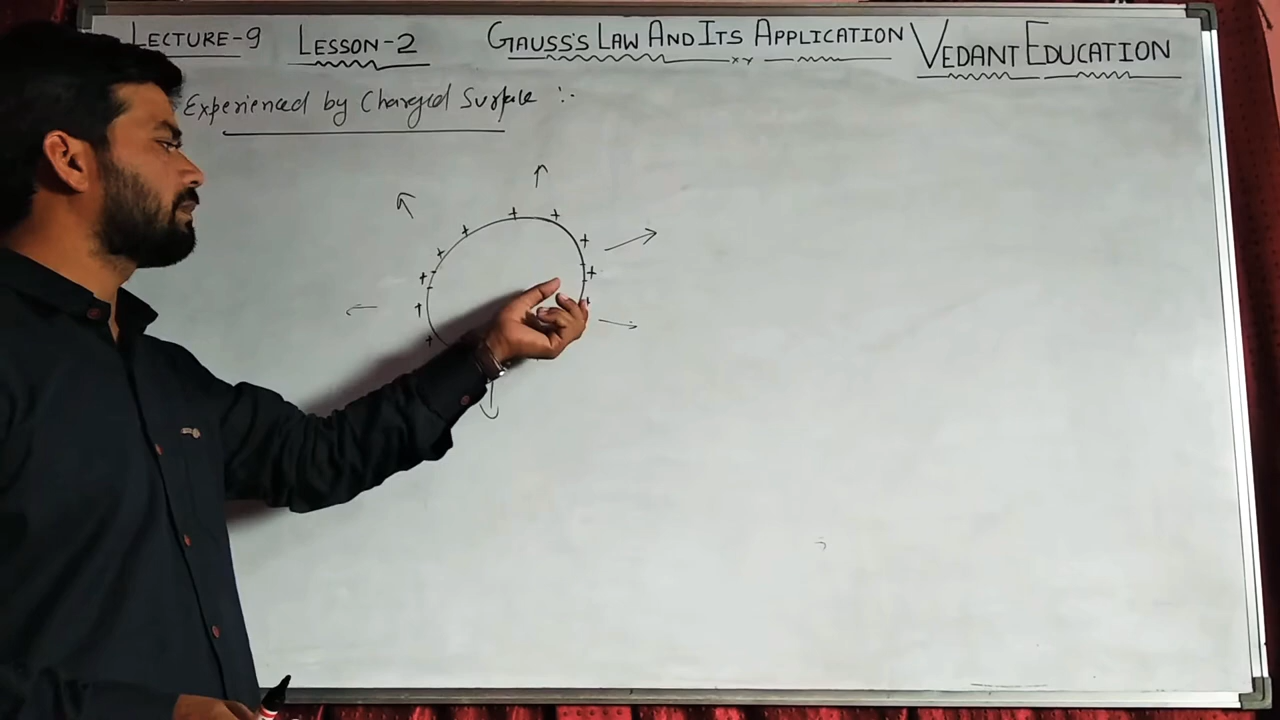 LECTURE-9 LESSON-2 GAUSS'S LAW AND ITS APPLICATION VEDANT EDUCATION
Experienced by Charged Surface :-
+ + + + + + + + + + + +